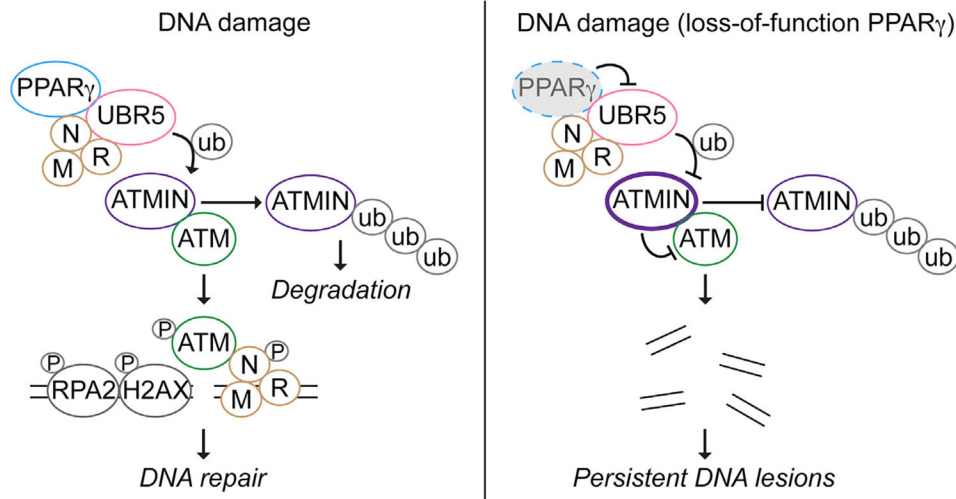 DNA damage
PPARγ
UBR5
N
R
M
ub
ATMIN
ATMIN
ATM
ub
ub
ub
Degradation
P
ATM
P
P
N
P
RPA2
H2AX
M
R
DNA repair
DNA damage (loss-of-function PPARγ)
PPARγ
UBR5
N
R
M
ub
ATMIN
ATMIN
ATM
ub
ub
ub
Persistent DNA lesions